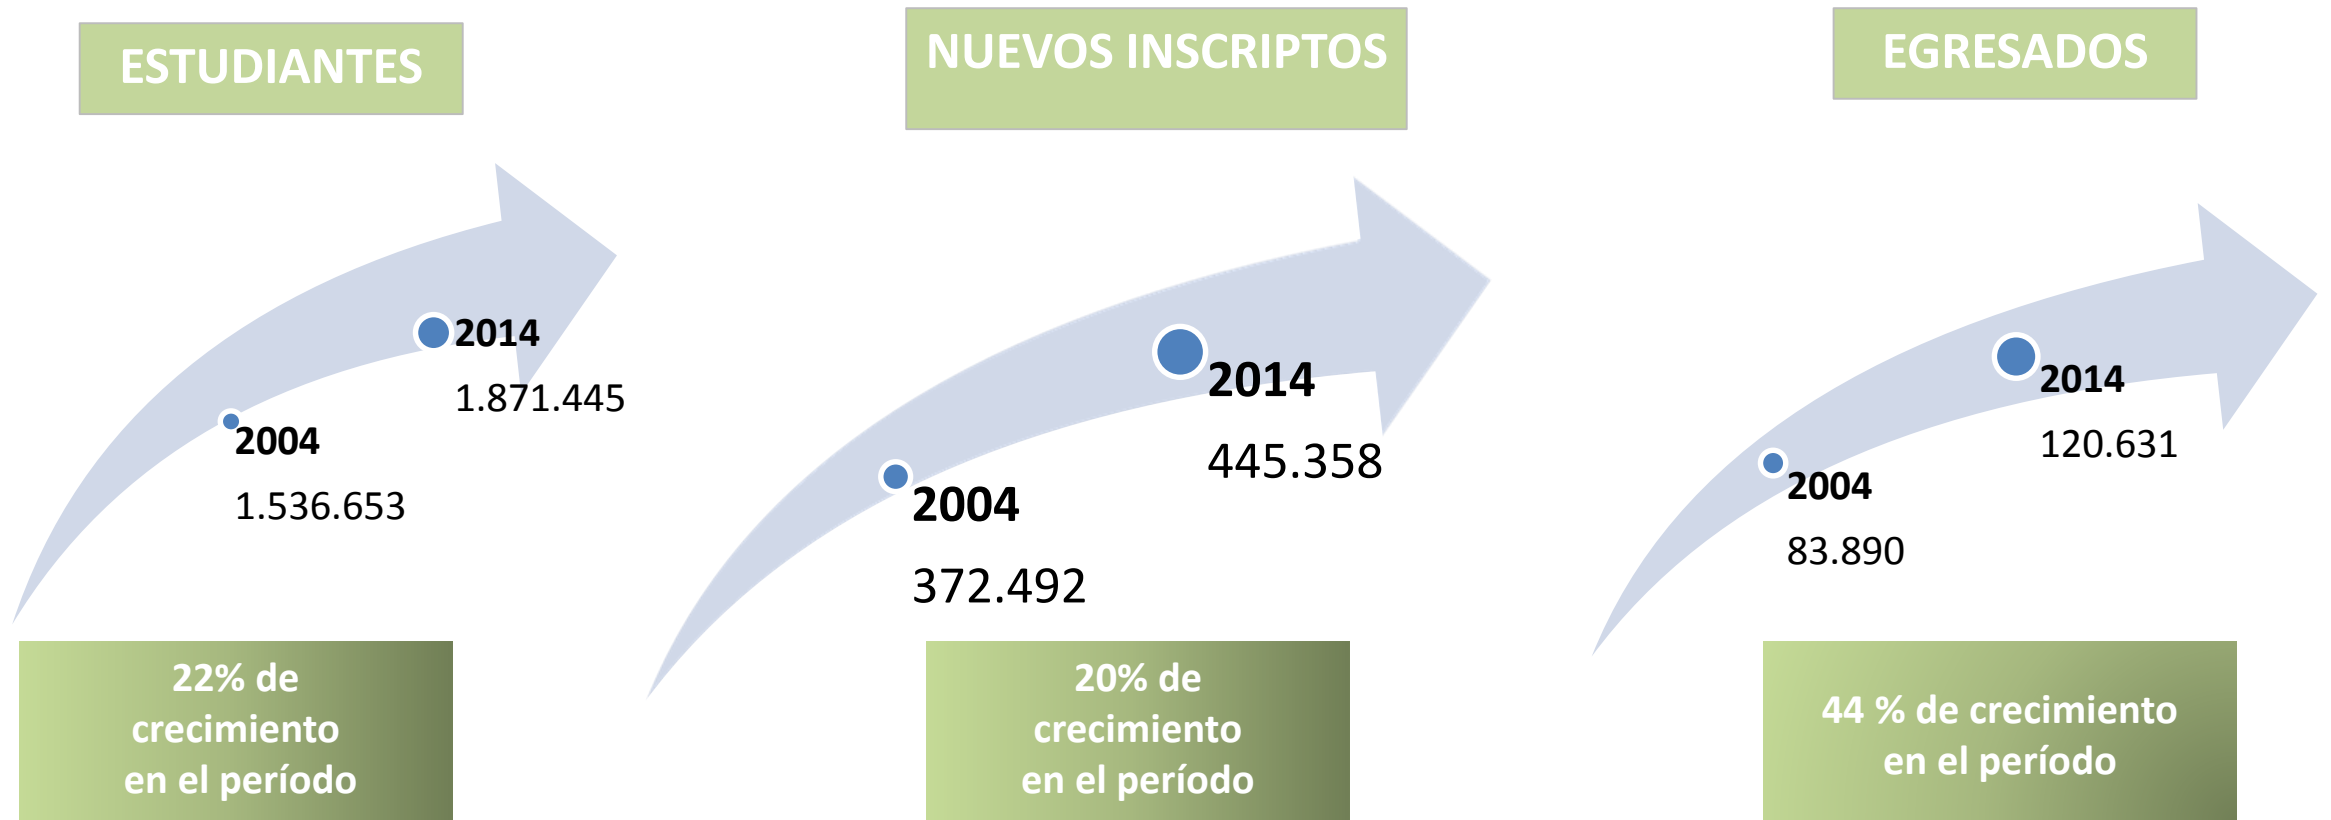 ESTUDIANTES
2014
1.871.445
2004
1.536.653
22% de
crecimiento
en el período
NUEVOS INSCRIPTOS
2014
445.358
2004
372.492
20% de
crecimiento
en el período
EGRESADOS
2014
120.631
2004
83.890
44 % de crecimiento
en el período